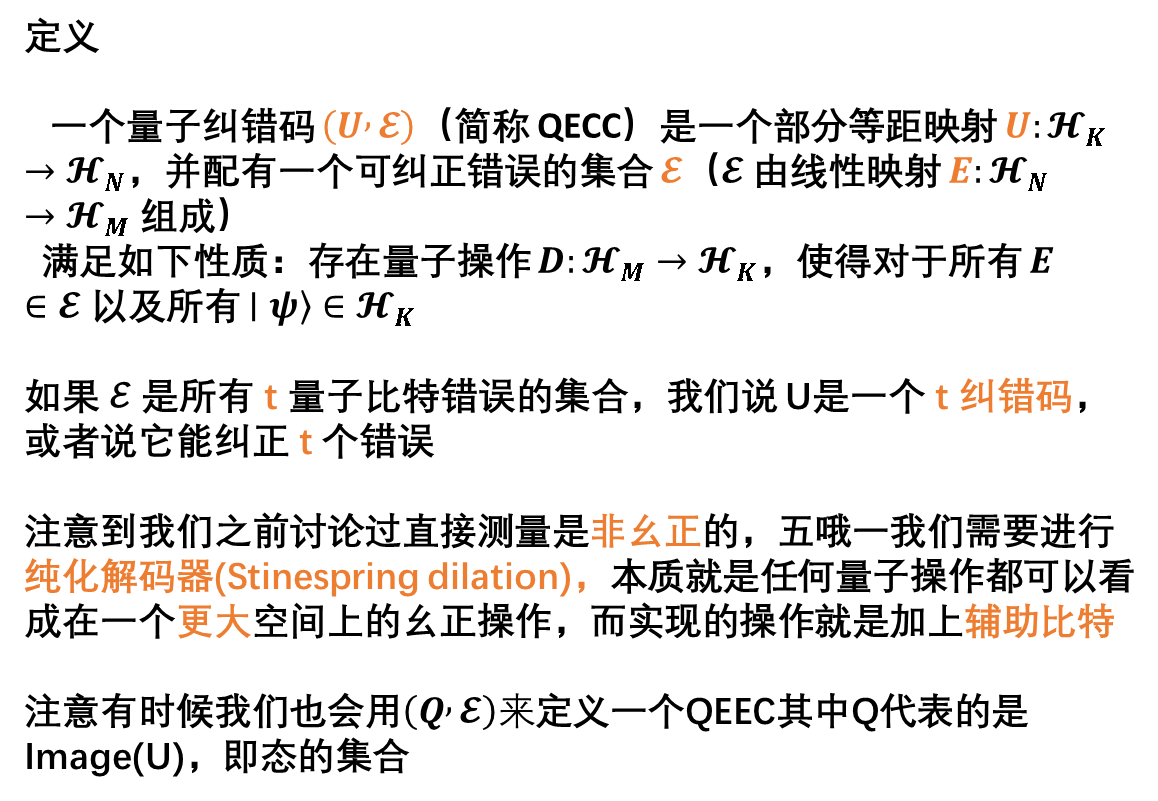 定义
一个量子纠错码 (U, ℰ)（简称 QECC）是一个部分等距映射 U: ℋ_K
→ ℋ_N，并配有一个可纠正错误的集合 ℰ（ℰ 由线性映射 E: ℋ_N
→ ℋ_M 组成）
满足如下性质：存在量子操作 D: ℋ_M → ℋ_K，使得对于所有 E
∈ ℰ 以及所有 | ψ⟩ ∈ ℋ_K
如果 ℰ 是所有 t 量子比特错误的集合，我们说 U是一个 t 纠错码，
或者说它能纠正 t 个错误
注意到我们之前讨论过直接测量是非幺正的，五哦一我们需要进行
纯化解码器(Stinespring dilation)，本质就是任何量子操作都可以看
成在一个更大空间上的幺正操作，而实现的操作就是加上辅助比特
注意有时候我们也会用(Q, ℰ)来定义一个QEEC其中Q代表的是
Image(U)，即态的集合